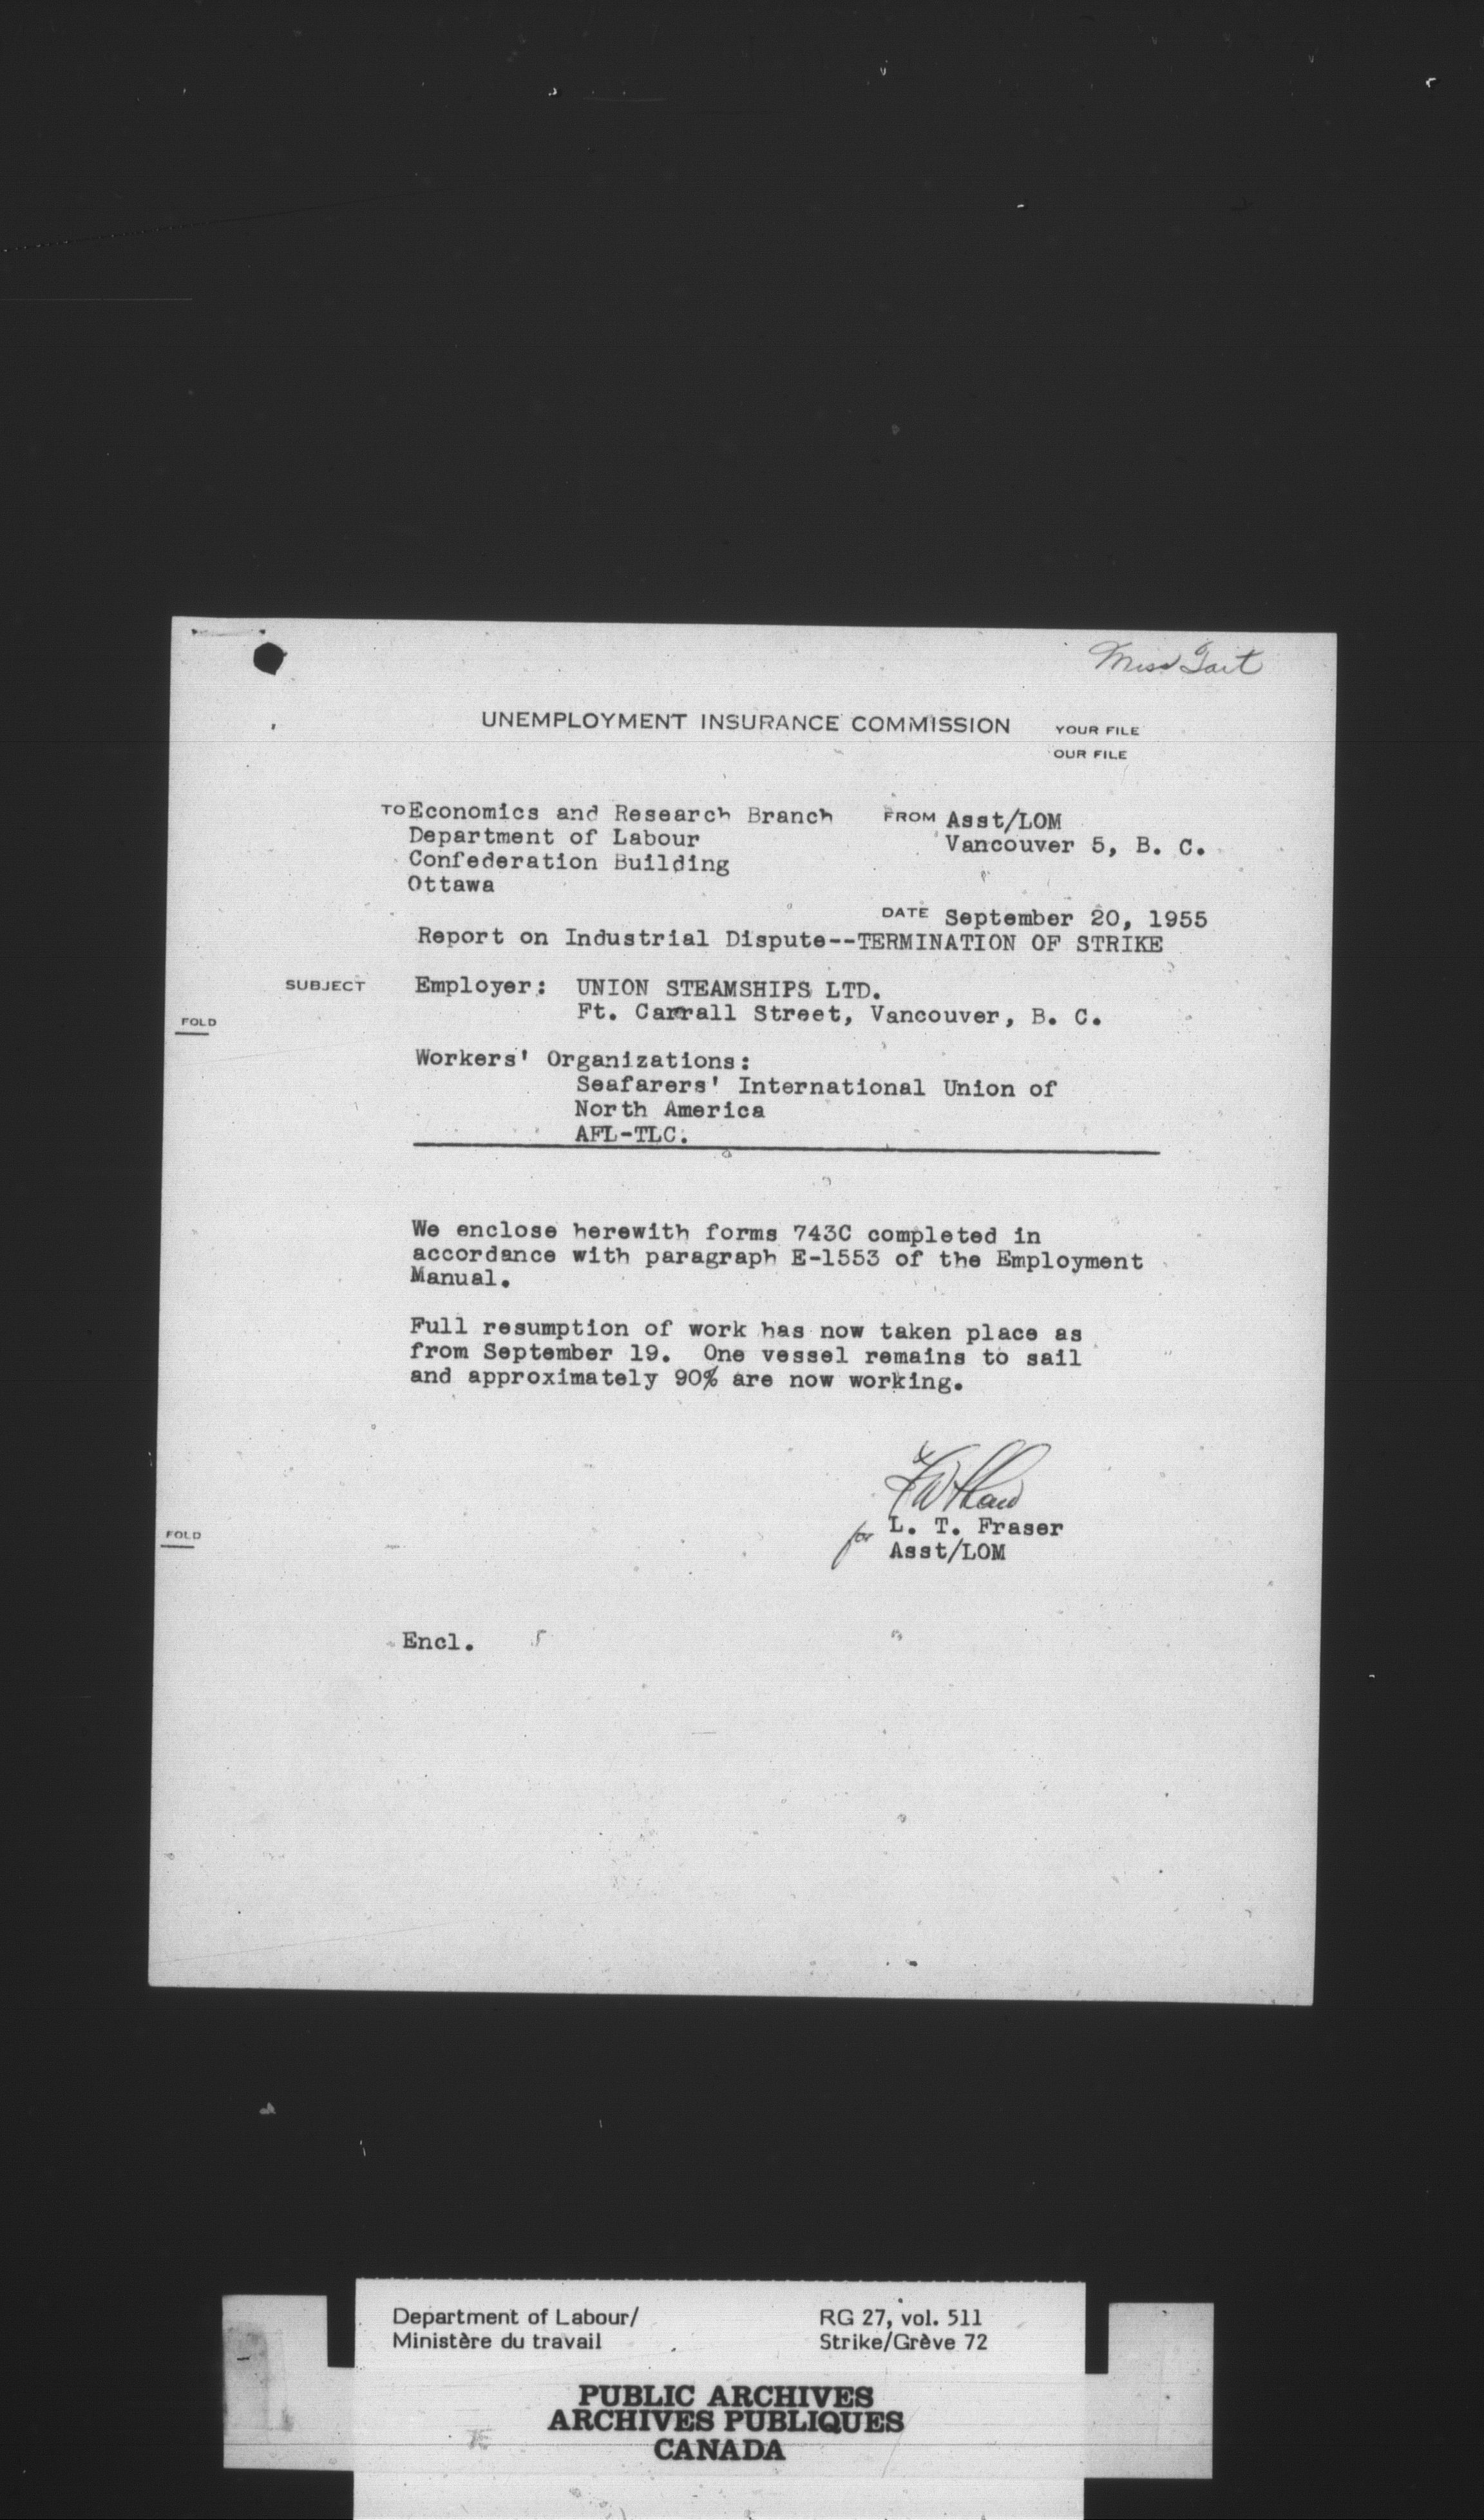 Miss Tait
UNEMPLOYMENT INSURANCE COMMISSION
YOUR FILE
OUR FILE
TO Economics and Research Branch
Department of Labour
Confederation Building
Ottawa
FROM Asst/LOM
Vancouver 5, B. C.
DATE September 20, 1955
Report on Industrial Dispute--TERMINATION OF STRIKE
SUBJECT Employer: UNION STEAMSHIPS LTD.
Ft. Carrall Street, Vancouver, B. C.
FOLD
Workers' Organizations:
Seafarers' International Union of
North America
AFL-TLC.
We enclose herewith forms 743C completed in
accordance with paragraph E-1553 of the Employment
Manual.
Full resumption of work has now taken place as
from September 19. One vessel remains to sail
and approximately 90% are now working.
for L. T. Fraser
Asst/LOM
FOLD
Encl.
Department of Labour/
Ministère du travail
RG 27, vol. 511
Strike/Grève 72
PUBLIC ARCHIVES
ARCHIVES PUBLIQUES
CANADA